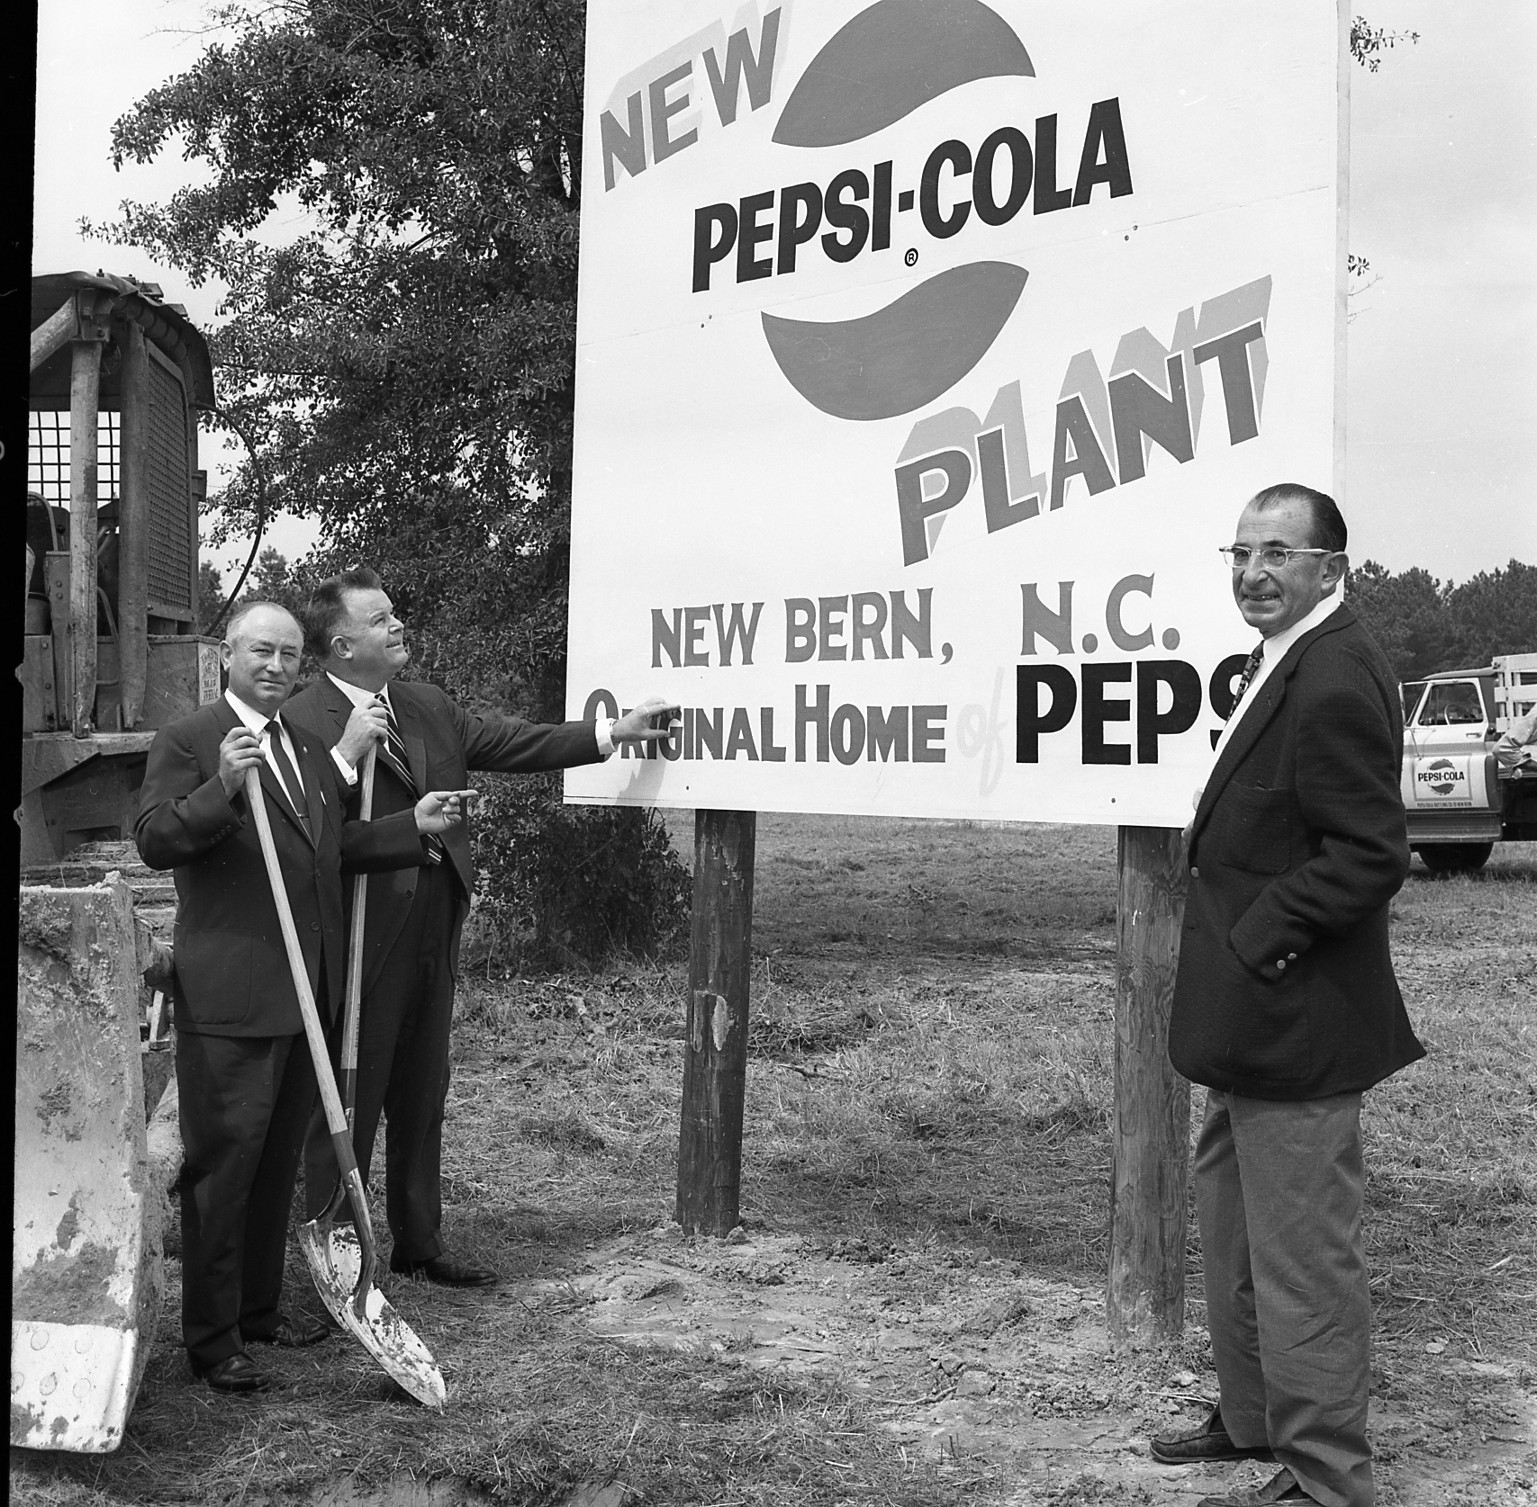 NEW
PEPSI-COLA
®
PLANT
NEW BERN, N.C.
ORIGINAL HOME of PEPS
PEPSI-COLA